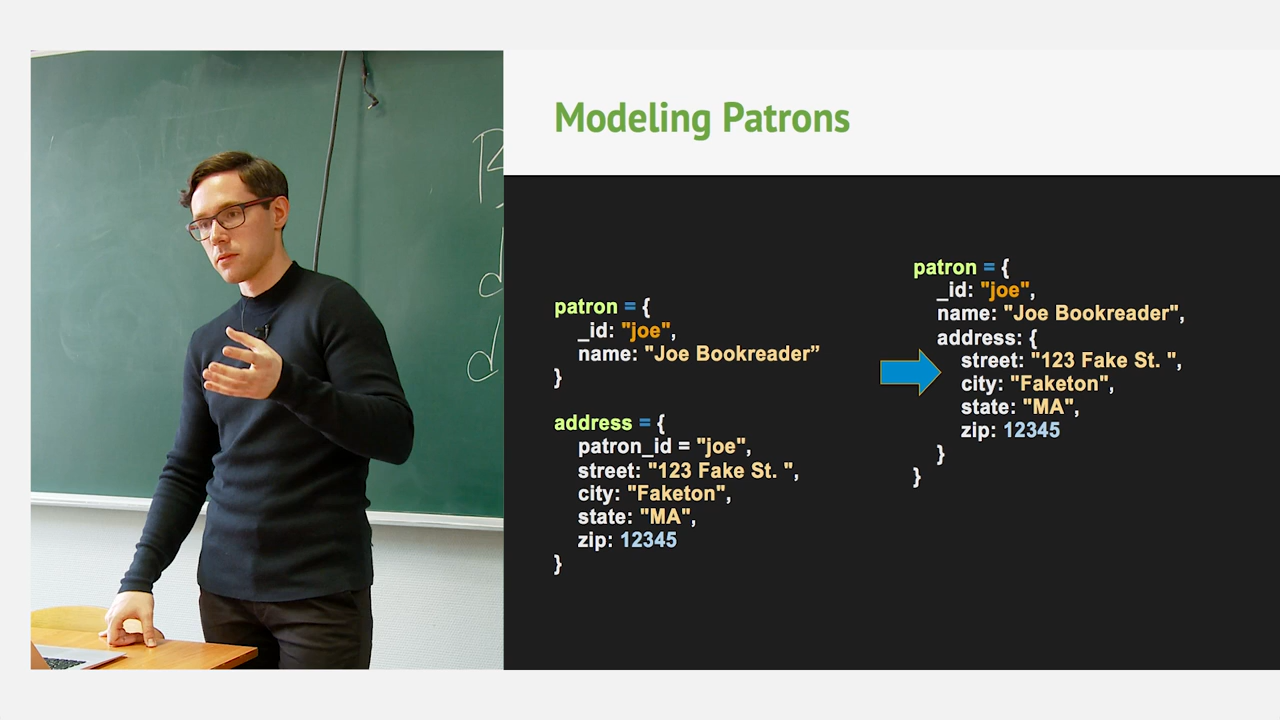 Modeling Patrons
patron = {
_id: "joe",
name: "Joe Bookreader”
}
address = {
patron_id = "joe",
street: "123 Fake St. ",
city: "Faketon",
state: "MA",
zip: 12345
}
patron = {
_id: "joe",
name: "Joe Bookreader",
address: {
street: "123 Fake St. ",
city: "Faketon",
state: "MA",
zip: 12345
}
}